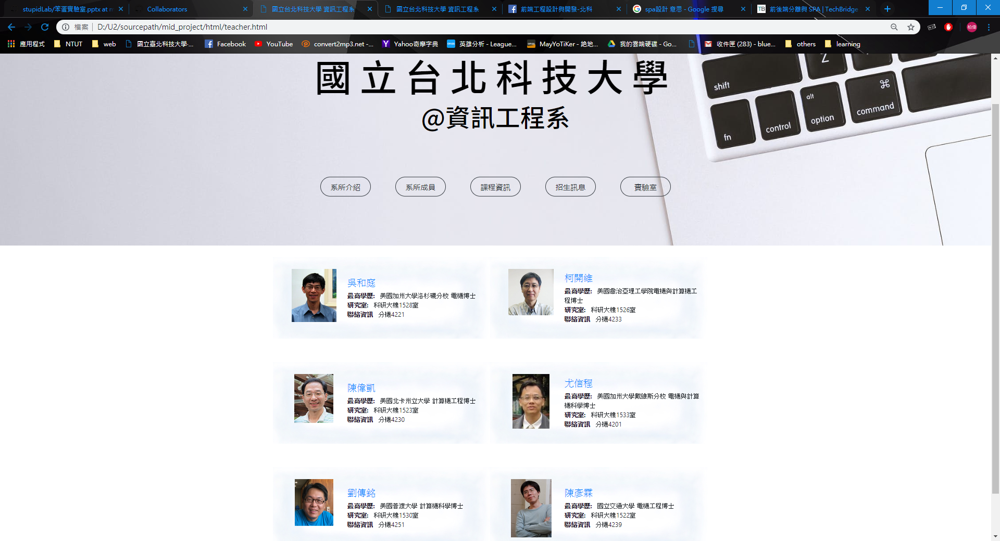 stupidLab/笨蛋實驗室.pptx at m
Collaborators
國立台北科技大學 資訊工程系
國立台北科技大學 資訊工程系
前端工程設計與開發-北科
spa設計 意思 - Google 搜尋
TB 前後端分離與 SPA | TechBridge
檔案 D:/U2/sourcepath/mid_project/html/teacher.html
柏偉
應用程式
NTUT
web
國立臺北科技大學-...
Facebook
YouTube
convert2mp3.net -...
Yahoo奇摩字典
英雄分析 - League...
MayYoTiKer - 絶地...
我的雲端硬碟 - Go...
收件匣 (283) - blue...
others
learning
國立台北科技大學
@資訊工程系
系所介紹
系所成員
課程資訊
招生訊息
實驗室
shift
Z
alt
option
command
control
fn
吳和庭
最高學歷: 美國加州大學洛杉磯分校 電機博士
研究室: 科研大樓1528室
聯絡資訊 分機4221
柯開維
最高學歷: 美國喬治亞理工學院電機與計算機工
程博士
研究室: 科研大樓1526室
聯絡資訊 分機4233
陳偉凱
最高學歷: 美國北卡州立大學 計算機工程博士
研究室: 科研大樓1523室
聯絡資訊 分機4230
尤信程
最高學歷: 美國加州大學戴維斯分校 電機與計算
機科學博士
研究室: 科研大樓1533室
聯絡資訊 分機4201
劉傳銘
最高學歷: 美國普渡大學 計算機科學博士
研究室: 科研大樓1530室
聯絡資訊 分機4251
陳彥霖
最高學歷: 國立交通大學 電機工程博士
研究室: 科研大樓1522室
聯絡資訊 分機4239